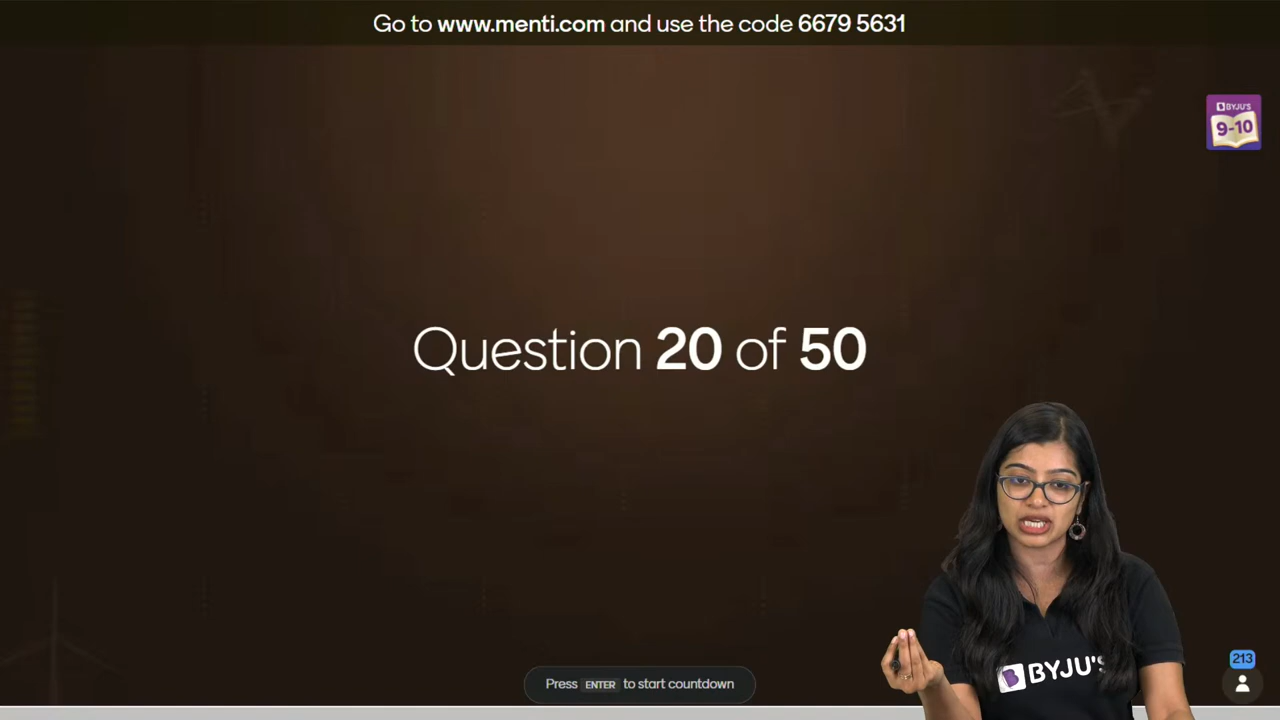 Go to www.menti.com and use the code 6679 5631
BYJU'S
9-10
Question 20 of 50
BYJU'S
213
Press ENTER to start countdown